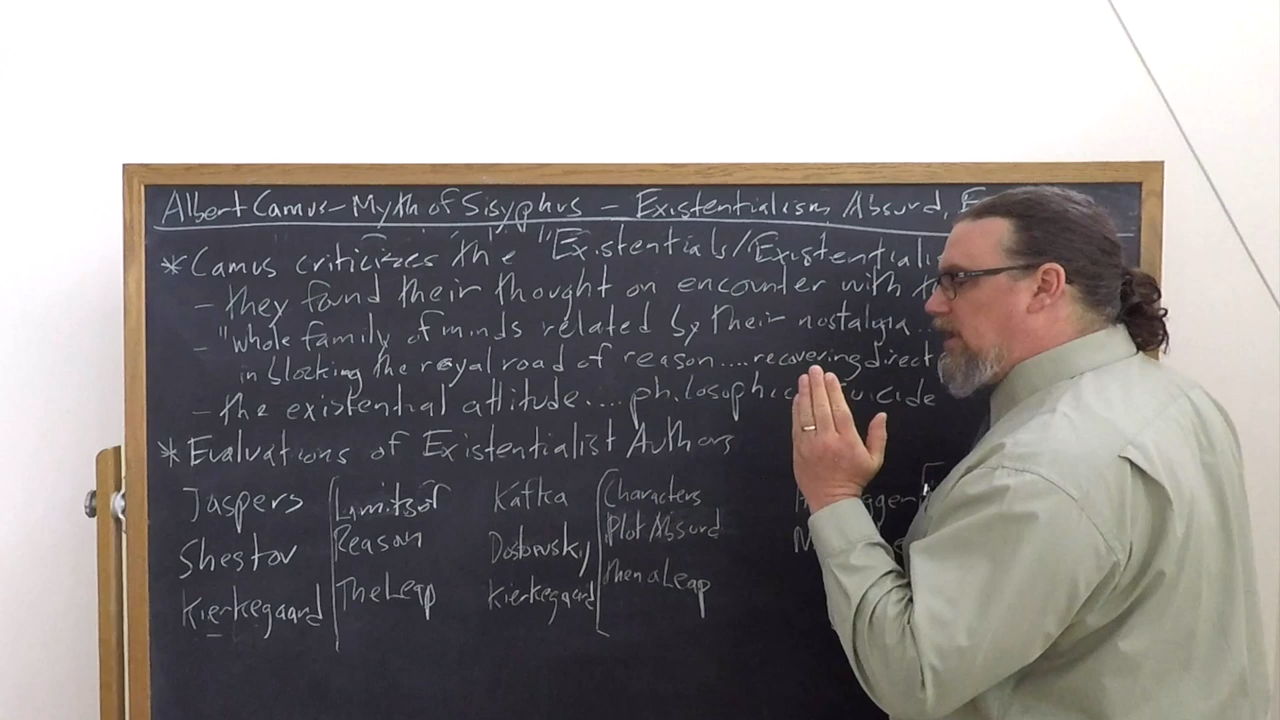 Albert Camus - Myth of Sisyphus - Existentialism, Absurd,
* Camus criticizes the "Existentials/Existentialis
- they found their thought on encounter with
- "whole family of minds related by their nostalgia...
in blocking the royal road of reason....recovering direct
- the existential attitude.... philosophic
* Evaluations of Existentialist Authors
Jaspers
Shestov
Kierkegaard
Limits of
Reason
The Leap
Kafka
Dostoevsky
Kierkegaard
Characters
Plot Absurd
Then a Leap